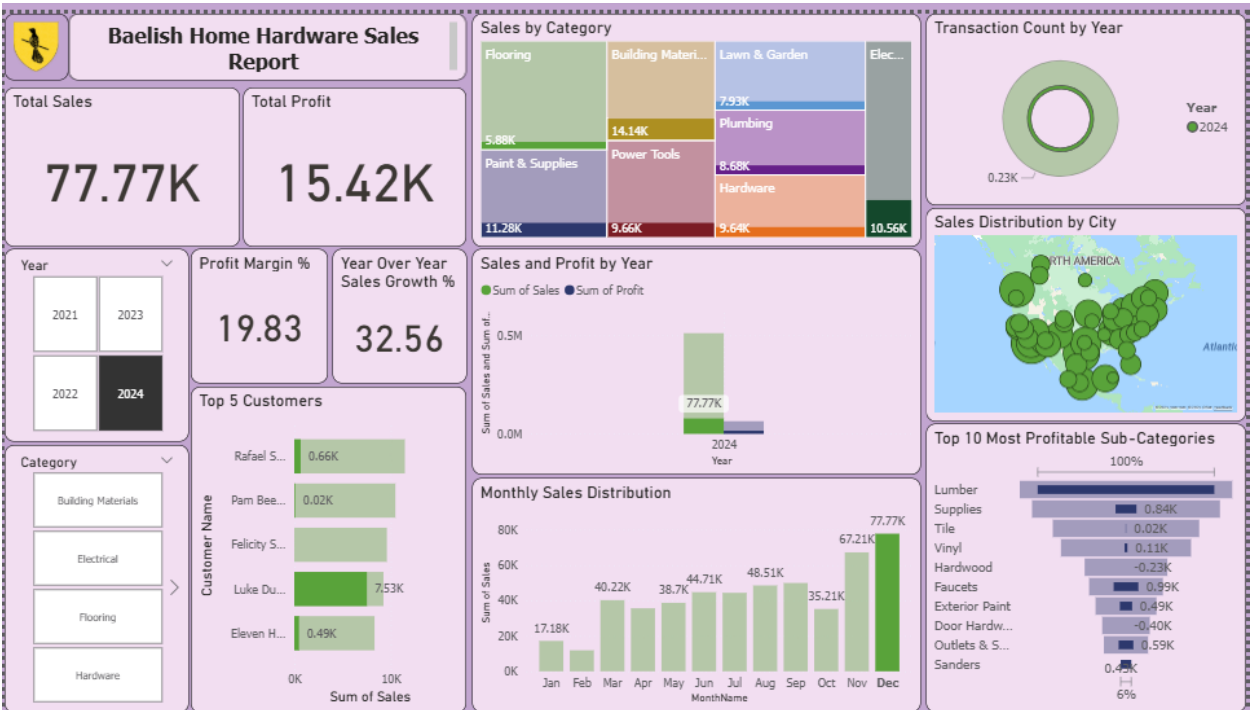 Baelish Home Hardware Sales
Report
Total Sales
77.77K
Total Profit
15.42K
Year
2021
2023
2022
2024
Profit Margin %
19.83
Year Over Year
Sales Growth %
32.56
Category
Building Materials
Electrical
Flooring
Hardware
Top 5 Customers
Customer Name
Rafael S...
0.66K
Pam Bee...
0.02K
Felicity S...
Luke Du...
7.53K
Eleven H...
0.49K
0K
10K
Sum of Sales
Sales by Category
Flooring
5.88K
Paint & Supplies
11.28K
Building Materi...
14.14K
Power Tools
9.66K
Lawn & Garden
7.93K
Plumbing
8.68K
Hardware
9.64K
Elec...
10.56K
Sales and Profit by Year
Sum of Sales
Sum of Profit
Sum of Sales and Sum of...
0.5M
0.0M
77.77K
2024
Year
Monthly Sales Distribution
Sum of Sales
80K
60K
40K
20K
0K
17.18K
40.22K
38.7K
44.71K
48.51K
35.21K
67.21K
77.77K
Jan
Feb
Mar
Apr
May
Jun
Jul
Aug
Sep
Oct
Nov
Dec
MonthName
Transaction Count by Year
0.23K
Year
2024
Sales Distribution by City
RTH AMERICA
Atlantic
Top 10 Most Profitable Sub-Categories
100%
Lumber
Supplies
0.84K
Tile
0.02K
Vinyl
0.11K
Hardwood
-0.23K
Faucets
0.99K
Exterior Paint
0.49K
Door Hardw...
-0.40K
Outlets & S...
0.59K
Sanders
6%